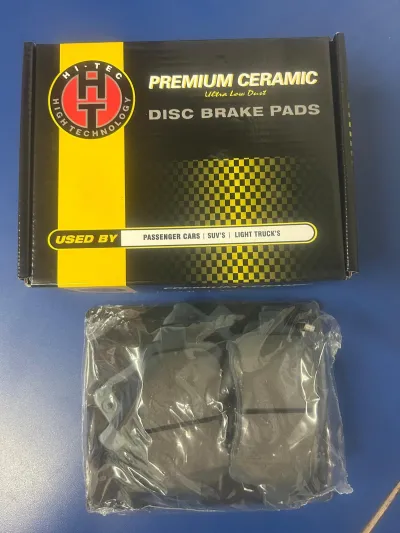 HI-TEC
HT
HIGH TECHNOLOGY
PREMIUM CERAMIC
Ultra Low Dust
DISC BRAKE PADS
USED BY
PASSENGER CARS | SUV'S | LIGHT TRUCK'S